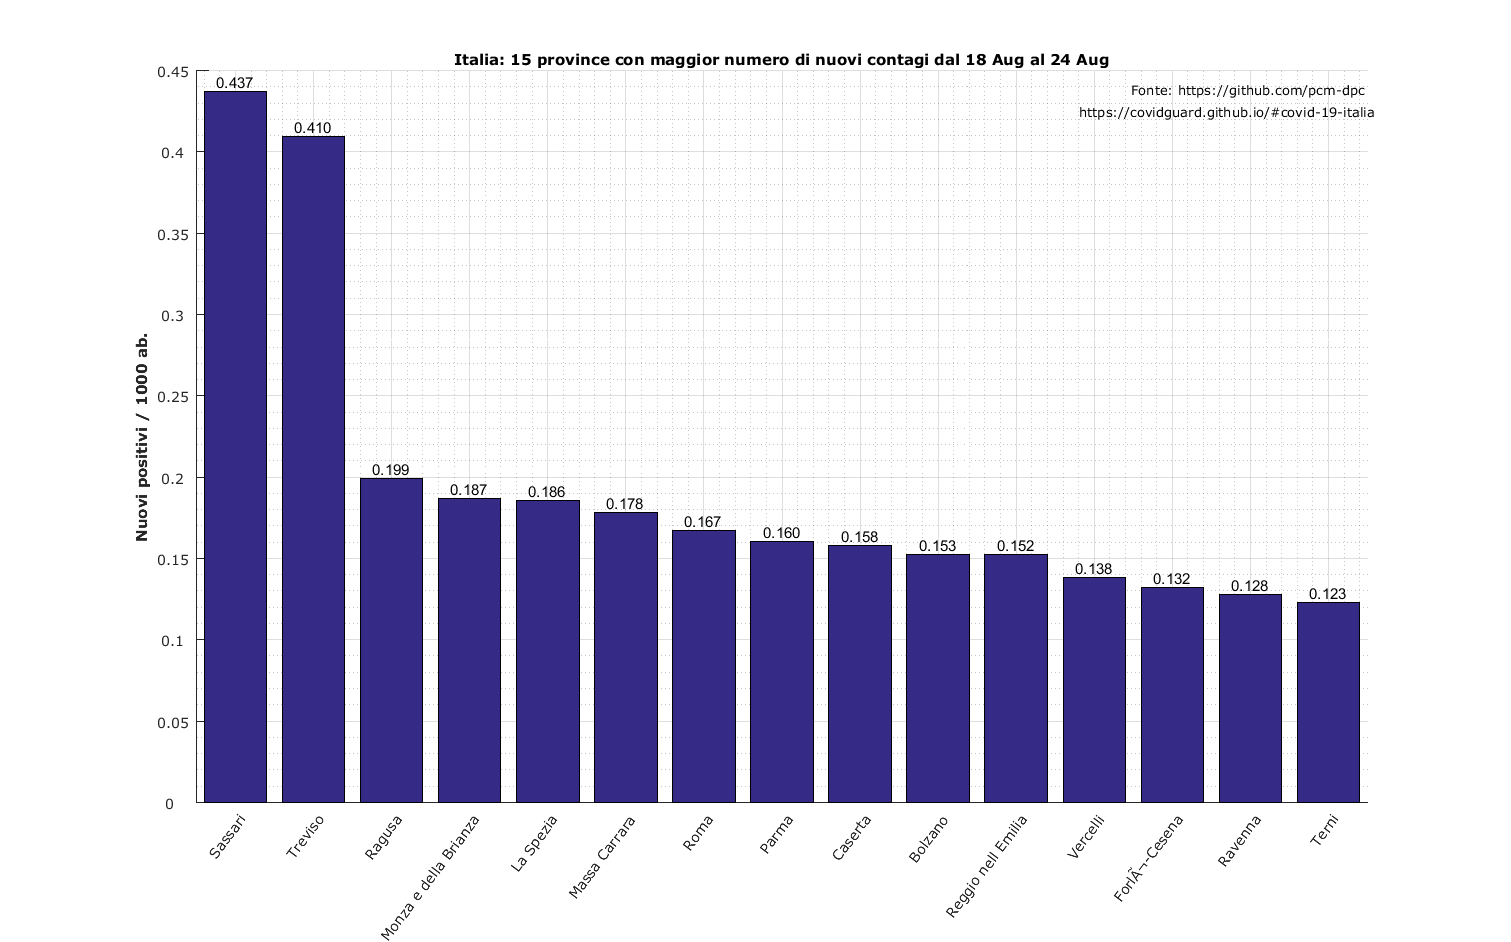 Italia: 15 province con maggior numero di nuovi contagi dal 18 Aug al 24 Aug
Fonte: https://github.com/pcm-dpc
https://covidguard.github.io/#covid-19-italia
Nuovi positivi / 1000 ab.
0.45
0.4
0.35
0.3
0.25
0.2
0.15
0.1
0.05
0
0.437
0.410
0.199
0.187
0.186
0.178
0.167
0.160
0.158
0.153
0.152
0.138
0.132
0.128
0.123
Sassari
Treviso
Ragusa
Monza e della Brianza
La Spezia
Massa Carrara
Roma
Parma
Caserta
Bolzano
Reggio nell Emilia
Vercelli
ForlÃ¬-Cesena
Ravenna
Terni